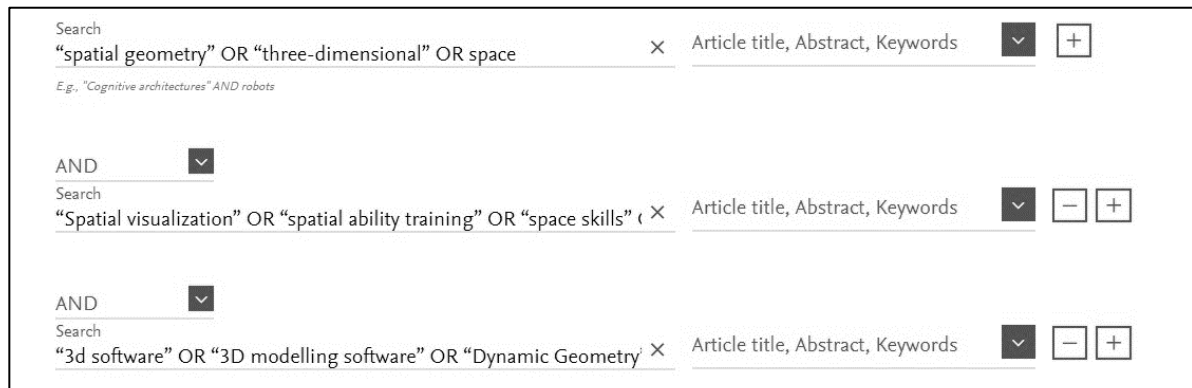 Search
“spatial geometry” OR “three-dimensional” OR space
Article title, Abstract, Keywords
E.g., "Cognitive architectures" AND robots
AND
Search
“Spatial visualization” OR “spatial ability training” OR “space skills”
Article title, Abstract, Keywords
AND
Search
“3d software” OR “3D modelling software” OR “Dynamic Geometry
Article title, Abstract, Keywords